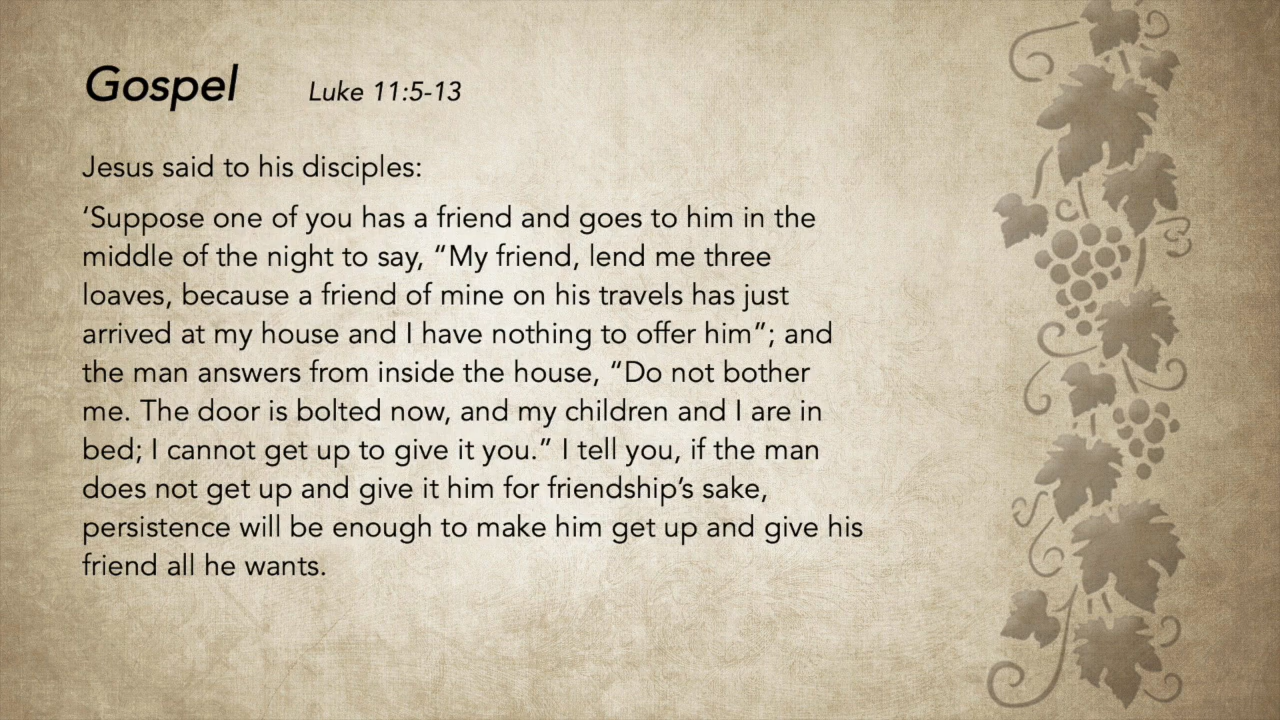 Gospel Luke 11:5-13
Jesus said to his disciples:
‘Suppose one of you has a friend and goes to him in the
middle of the night to say, “My friend, lend me three
loaves, because a friend of mine on his travels has just
arrived at my house and I have nothing to offer him”; and
the man answers from inside the house, “Do not bother
me. The door is bolted now, and my children and I are in
bed; I cannot get up to give it you.” I tell you, if the man
does not get up and give it him for friendship’s sake,
persistence will be enough to make him get up and give his
friend all he wants.